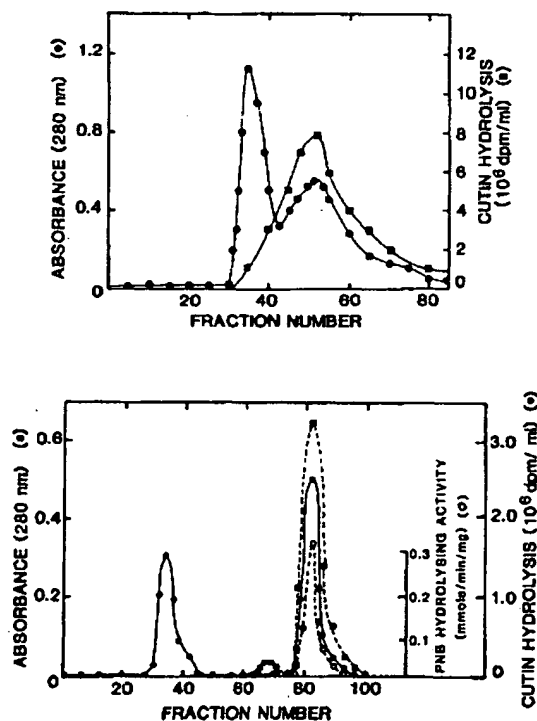 ABSORBANCE (280 nm) (●)
1.2
0.8
0.4
0
12
10
8
6
4
2
0
CUTIN HYDROLYSIS
(10⁶ dpm/ml) (■)
20 40 60 80
FRACTION NUMBER
ABSORBANCE (280 nm) (●)
0.6
0.4
0.2
0
PNB HYDROLYSING ACTIVITY
(mmole/min/mg) (○)
0.3
0.2
0.1
3.0
2.0
1.0
0
CUTIN HYDROLYSIS (10⁶ dpm/ ml) (■)
20 40 60 80 100
FRACTION NUMBER